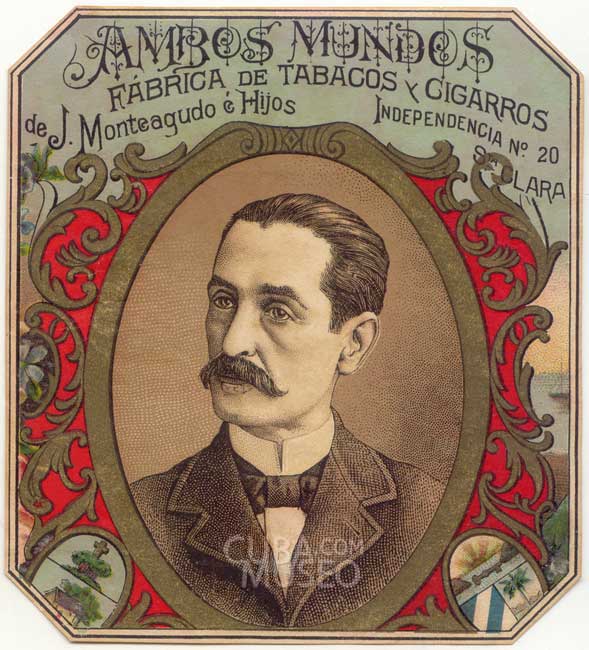 AMBOS MUNDOS
FÁBRICA DE TABACOS Y CIGARROS
de J. Monteagudo é Hijos
INDEPENDENCIA Nº 20
STA CLARA
CUBA.COM
MUSEO